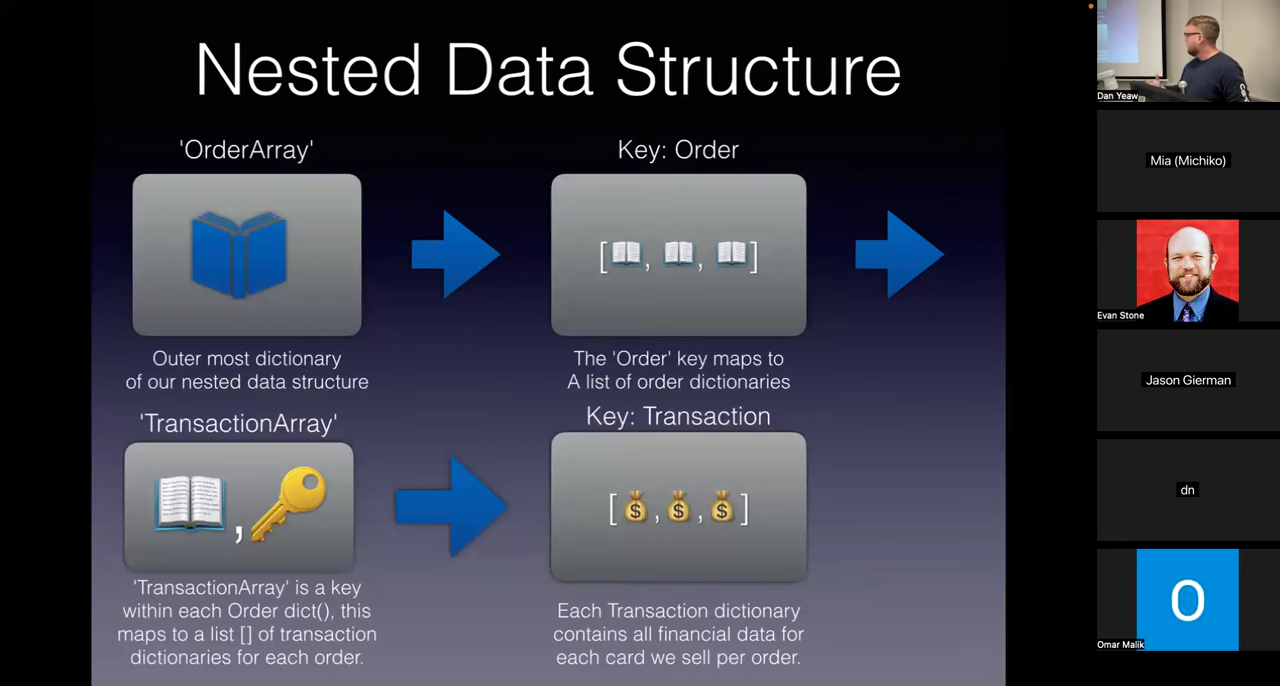 Nested Data Structure
'OrderArray'
Key: Order
[ , , ]
Outer most dictionary
of our nested data structure
The 'Order' key maps to
A list of order dictionaries
'TransactionArray'
Key: Transaction
,
[ $ , $ , $ ]
'TransactionArray' is a key
within each Order dict(), this
maps to a list [] of transaction
dictionaries for each order.
Each Transaction dictionary
contains all financial data for
each card we sell per order.
Dan Yeaw
Mia (Michiko)
Evan Stone
Jason Gierman
dn
O
Omar Malik